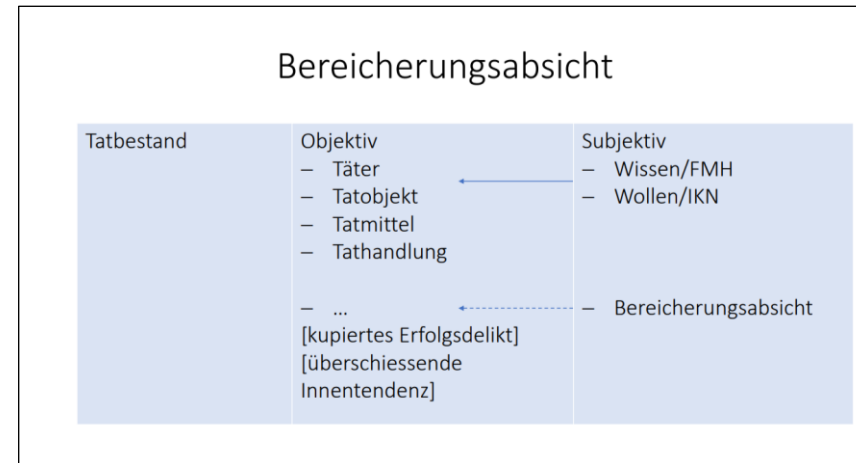 Bereicherungsabsicht
Tatbestand
Objektiv
– Täter
– Tatobjekt
– Tatmittel
– Tathandlung
– ...
[kupiertes Erfolgsdelikt]
[überschiessende
Innentendenz]
Subjektiv
– Wissen/FMH
– Wollen/IKN
– Bereicherungsabsicht